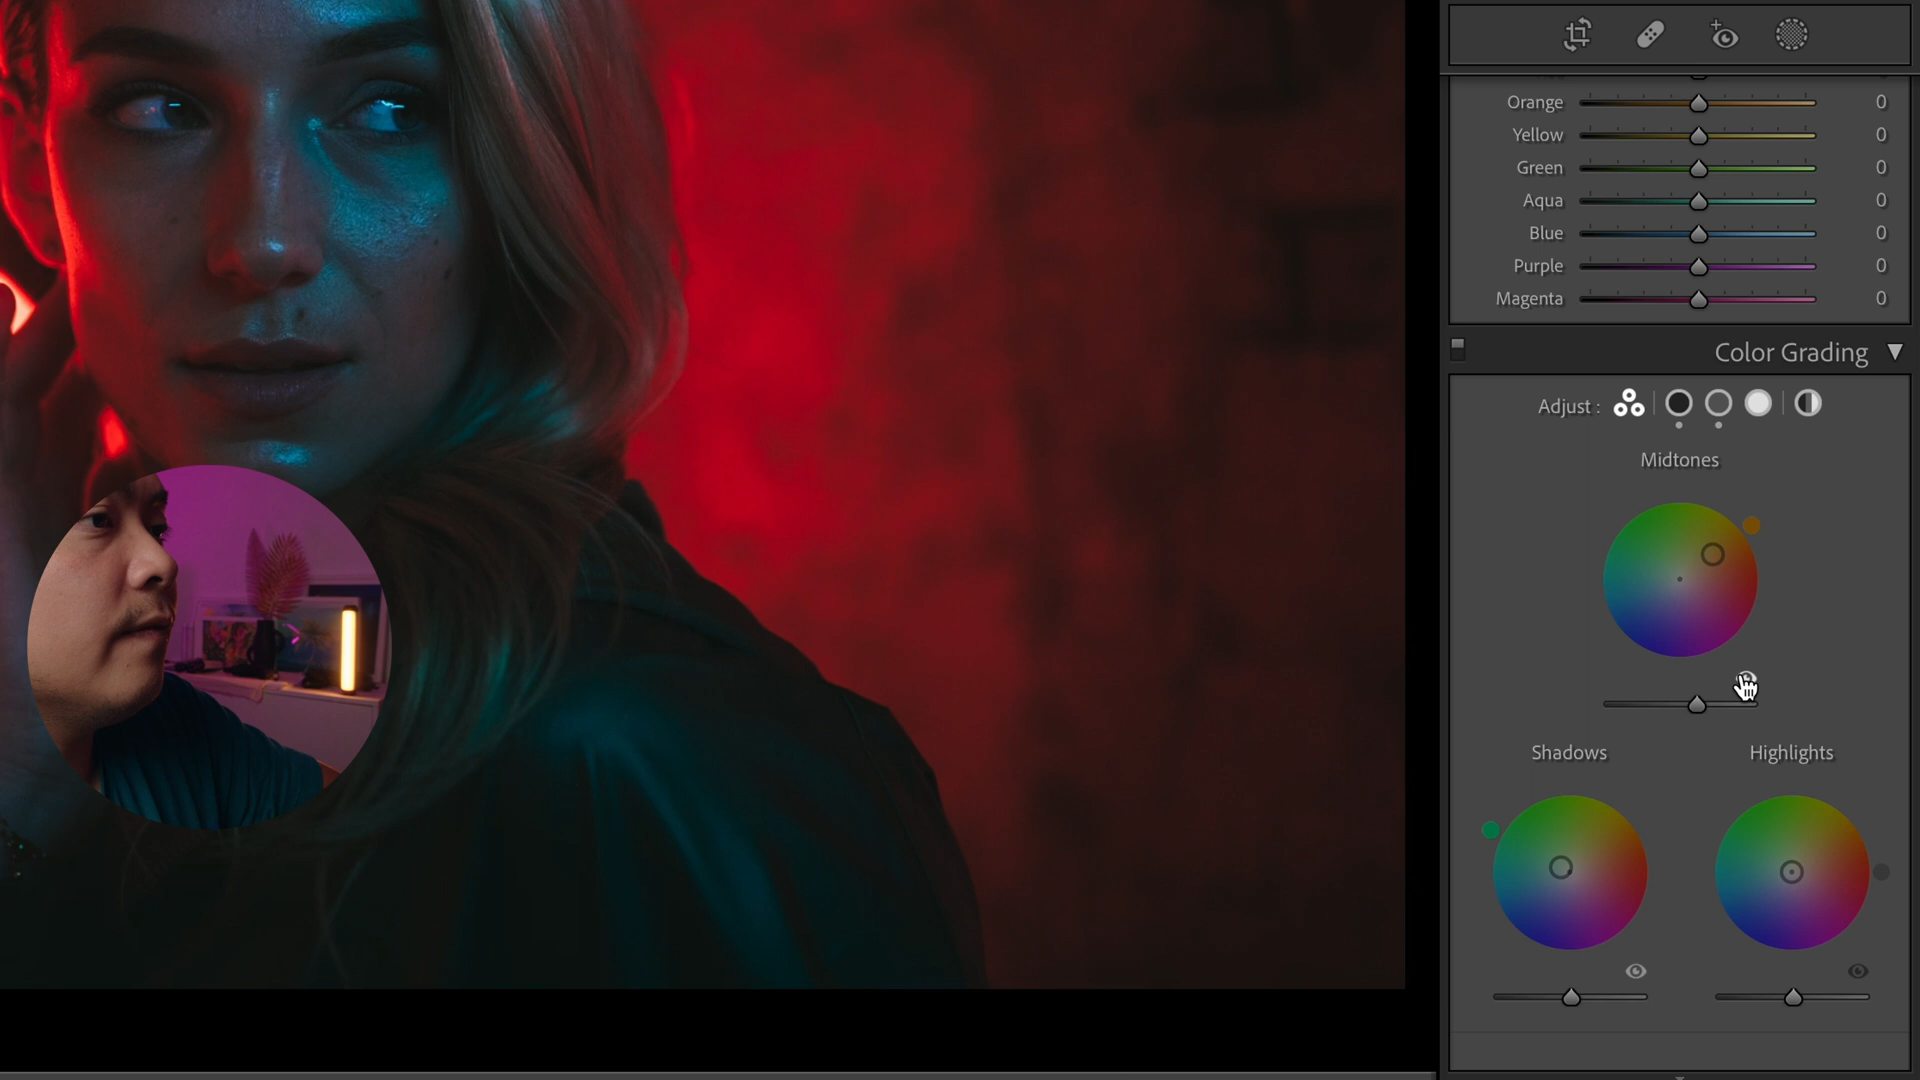 Orange 0
Yellow 0
Green 0
Aqua 0
Blue 0
Purple 0
Magenta 0
Color Grading
Adjust :
Midtones
Shadows Highlights